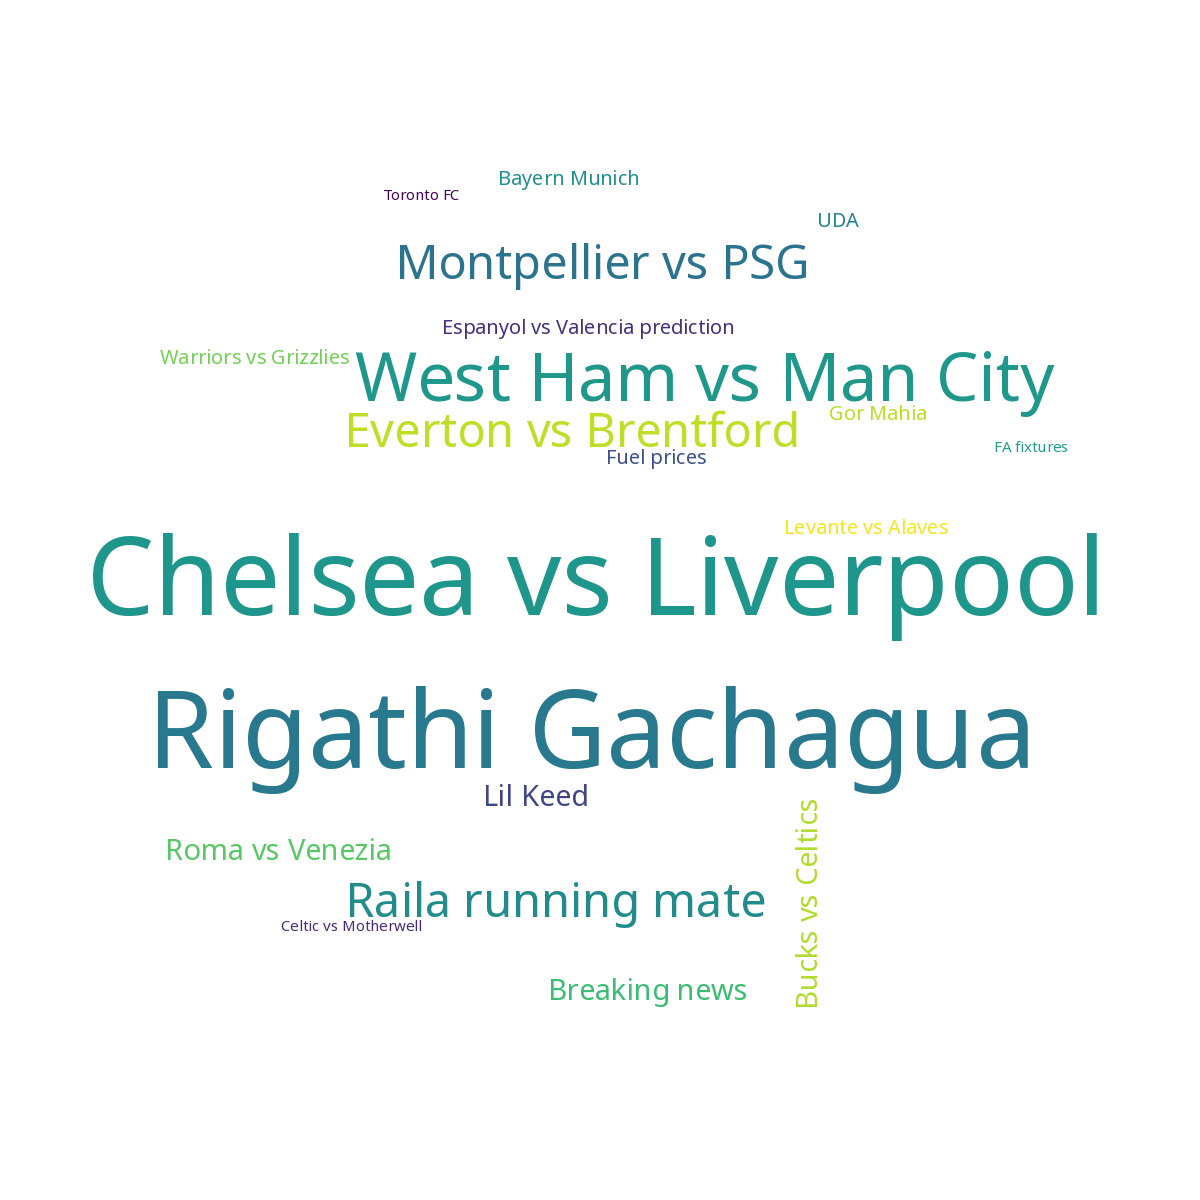 Bayern Munich
Toronto FC
UDA
Montpellier vs PSG
Espanyol vs Valencia prediction
Warriors vs Grizzlies
West Ham vs Man City
Gor Mahia
Everton vs Brentford
FA fixtures
Fuel prices
Levante vs Alaves
Chelsea vs Liverpool
Rigathi Gachagua
Lil Keed
Roma vs Venezia
Bucks vs Celtics
Raila running mate
Celtic vs Motherwell
Breaking news